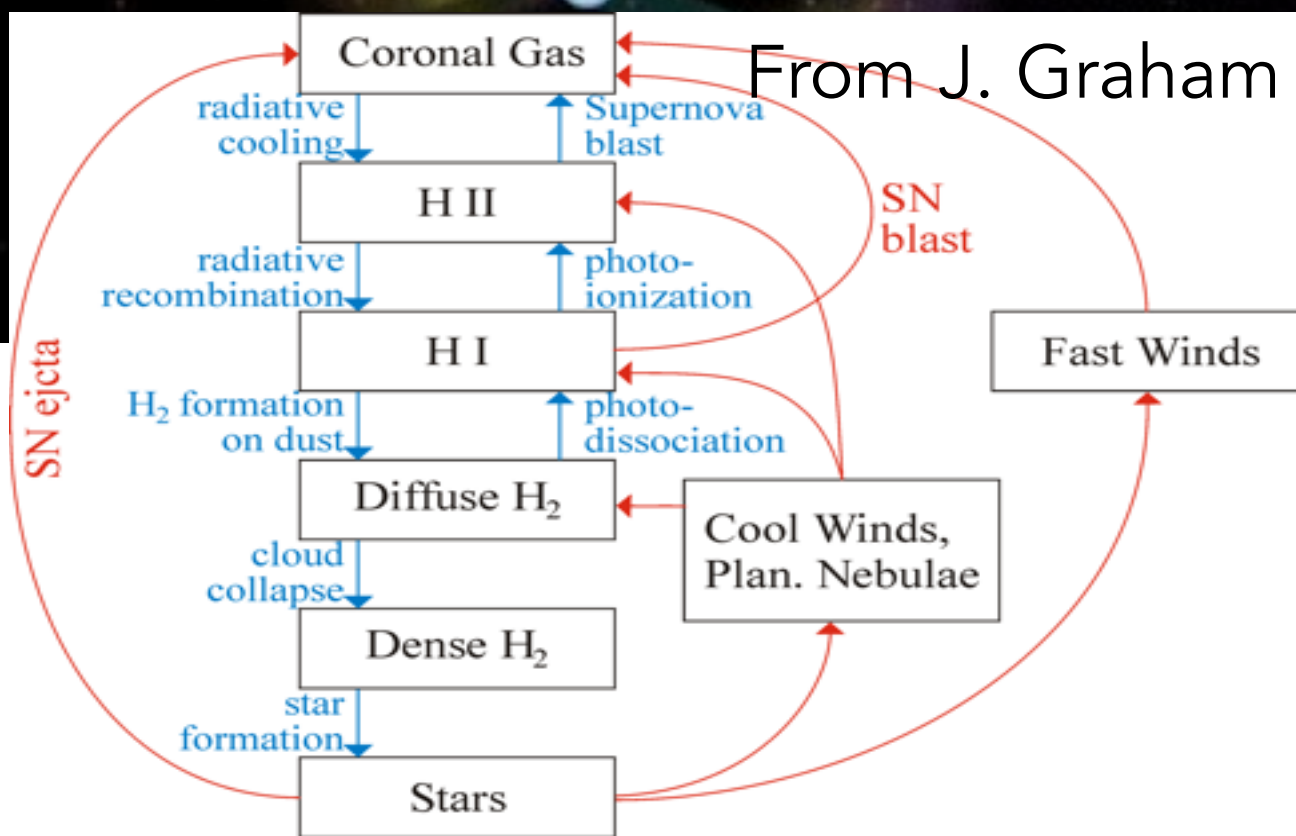 Coronal Gas
From J. Graham
radiative
cooling
Supernova
blast
H II
SN
blast
radiative
recombination
photo-
ionization
H I
Fast Winds
SN ejcta
H₂ formation
on dust
photo-
dissociation
Diffuse H₂
Cool Winds,
Plan. Nebulae
cloud
collapse
Dense H₂
star
formation
Stars